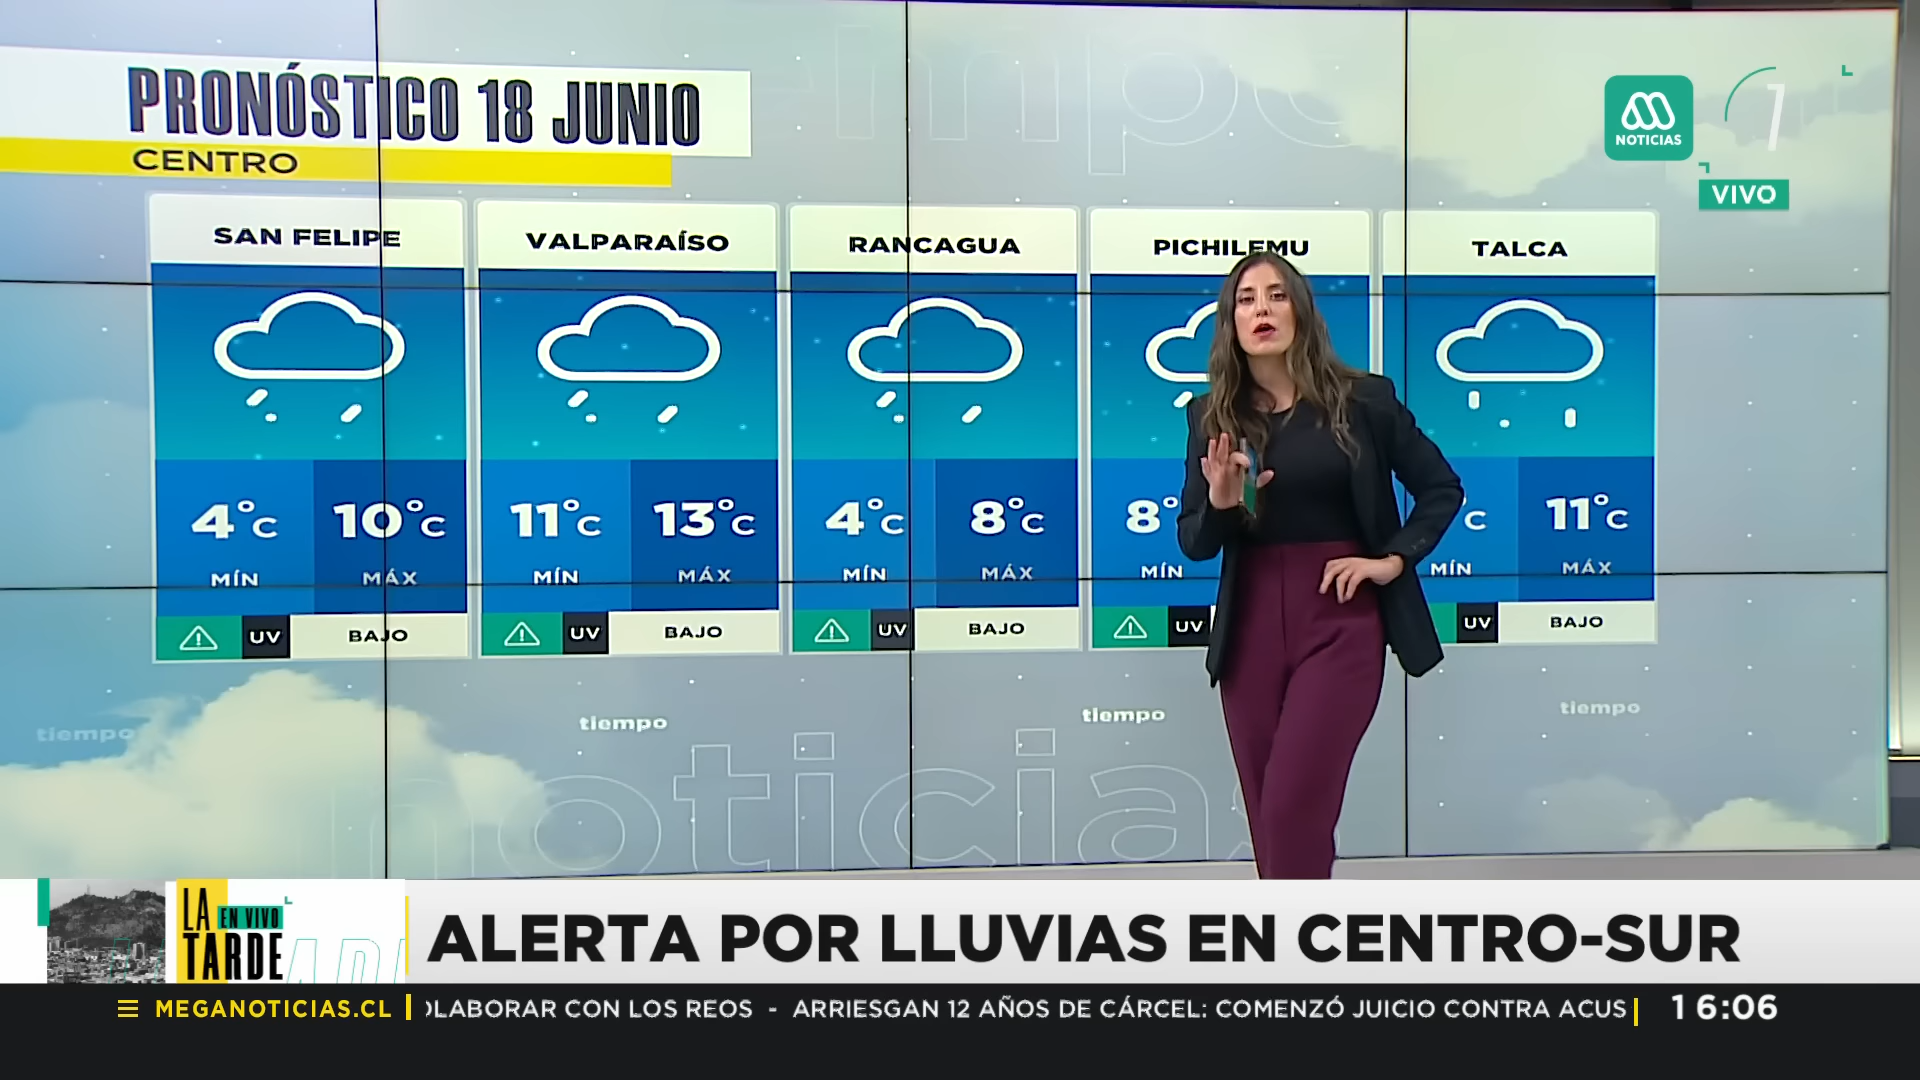 PRONÓSTICO 18 JUNIO
CENTRO
NOTICIAS
VIVO
SAN FELIPE
VALPARAÍSO
RANCAGUA
PICHILEMU
TALCA
4°C 10°C
11°C 13°C
4°C 8°C
8°
°C 11°C
MÍN MÁX
MÍN MÁX
MÍN MÁX
MÍN
MÍN MÁX
UV BAJO
UV BAJO
UV BAJO
UV
UV BAJO
tiempo
tiempo
tiempo
tiempo
noticias
LA TARDE
EN VIVO
ALERTA POR LLUVIAS EN CENTRO-SUR
MEGANOTICIAS.CL
OLABORAR CON LOS REOS - ARRIESGAN 12 AÑOS DE CÁRCEL: COMENZÓ JUICIO CONTRA ACUS
16:06